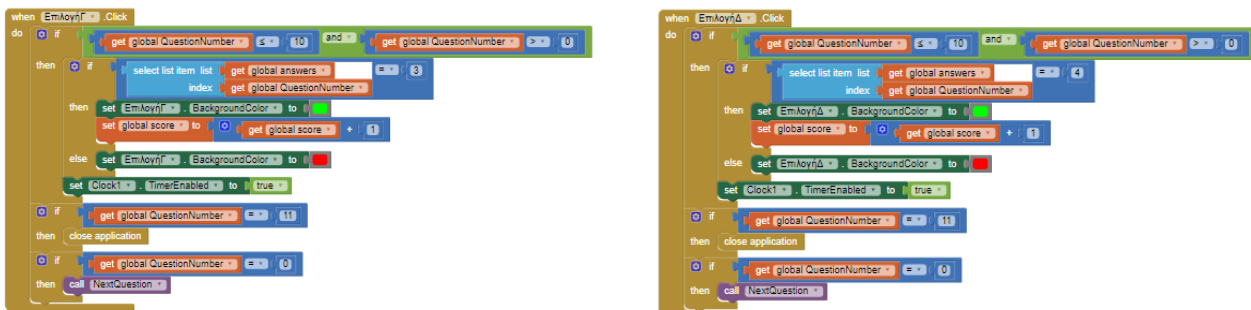 when ΕπιλογήΓ .Click
do if get global QuestionNumber ≤ 10 and get global QuestionNumber > 0
then if select list item list get global answers = 3
index get global QuestionNumber
then set ΕπιλογήΓ . BackgroundColor to
set global score to get global score + 1
else set ΕπιλογήΓ . BackgroundColor to
set Clock1 . TimerEnabled to true
if get global QuestionNumber = 11
then close application
if get global QuestionNumber = 0
then call NextQuestion
when ΕπιλογήΔ .Click
do if get global QuestionNumber ≤ 10 and get global QuestionNumber > 0
then if select list item list get global answers = 4
index get global QuestionNumber
then set ΕπιλογήΔ . BackgroundColor to
set global score to get global score + 1
else set ΕπιλογήΔ . BackgroundColor to
set Clock1 . TimerEnabled to true
if get global QuestionNumber = 11
then close application
if get global QuestionNumber = 0
then call NextQuestion